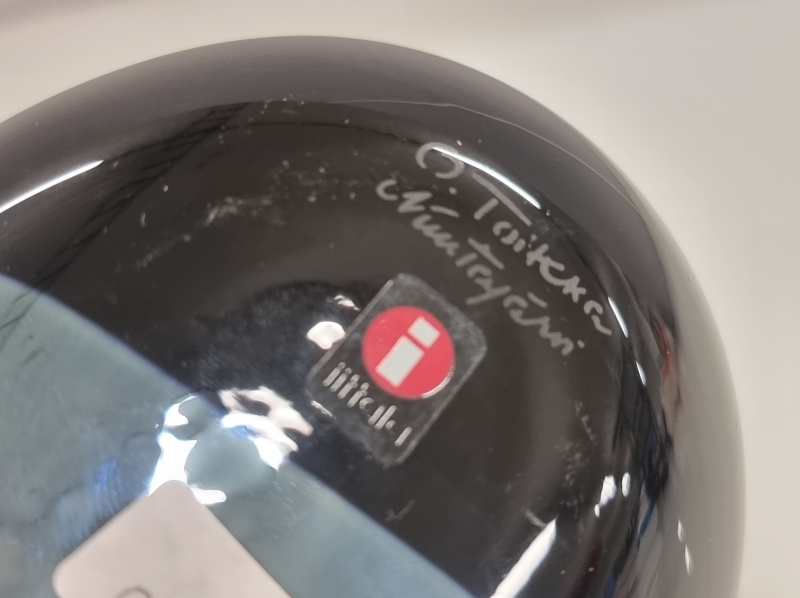 O. Toikka
Nuutajärvi
i
iittala